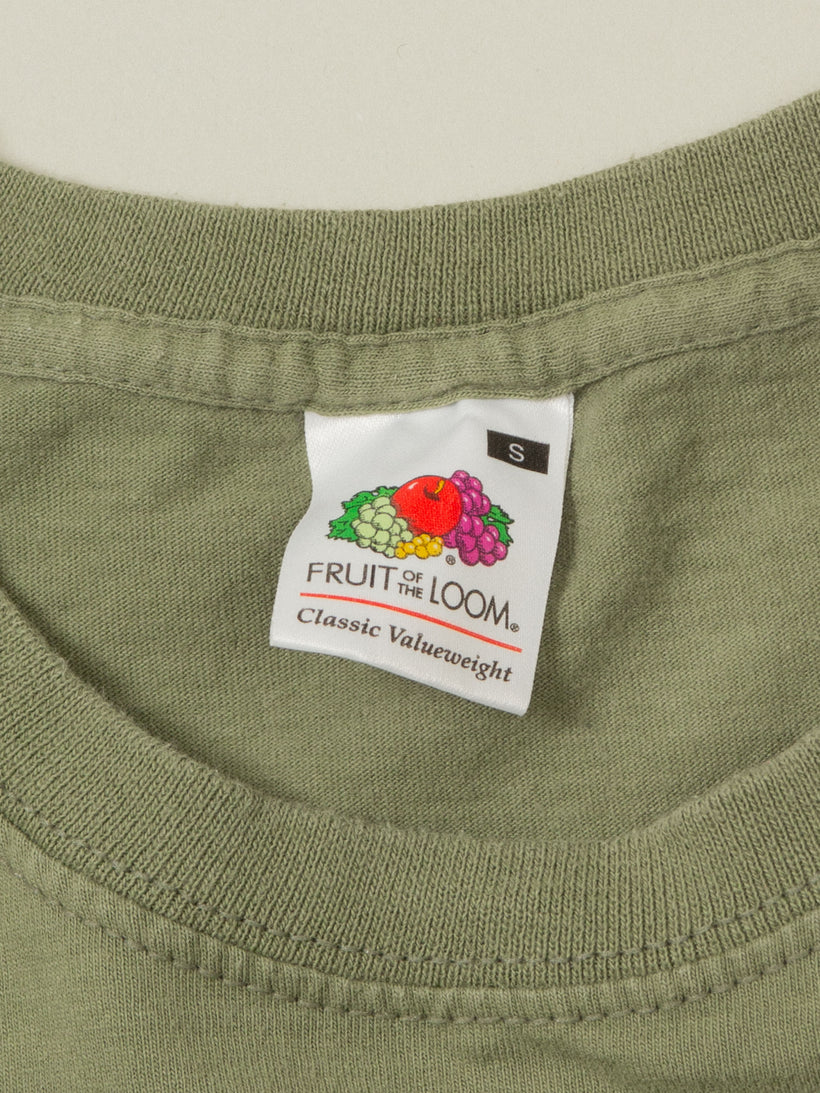 S
FRUIT OF THE LOOM®
Classic Valueweight